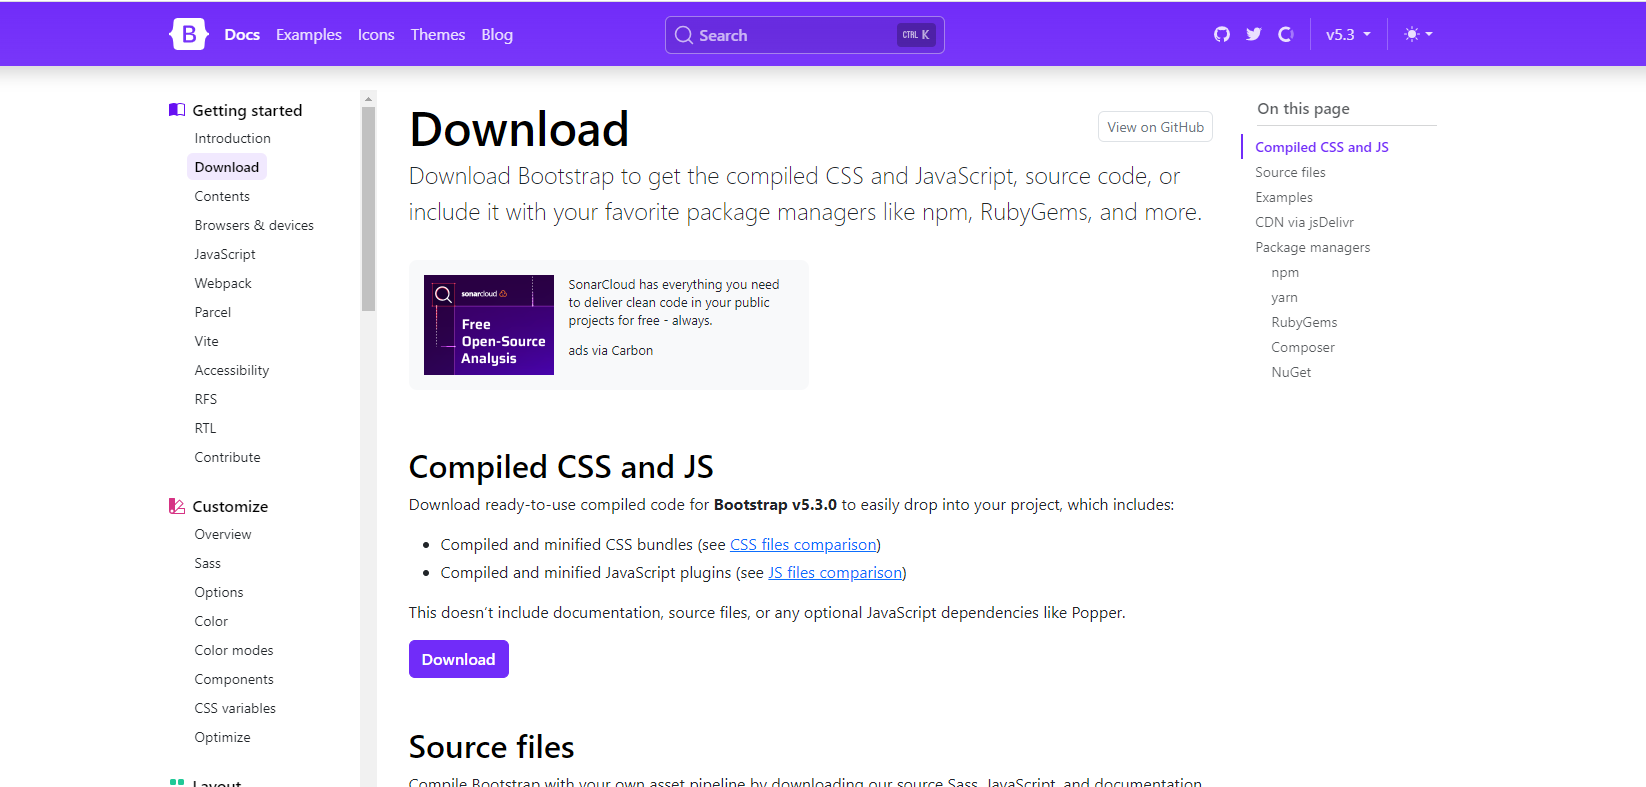 B Docs Examples Icons Themes Blog Search CTRL K v5.3
Getting started
Introduction
Download
Contents
Browsers & devices
JavaScript
Webpack
Parcel
Vite
Accessibility
RFS
RTL
Contribute
Customize
Overview
Sass
Options
Color
Color modes
Components
CSS variables
Optimize
Layout
Download
View on GitHub
Download Bootstrap to get the compiled CSS and JavaScript, source code, or
include it with your favorite package managers like npm, RubyGems, and more.
sonarcloud
Free
Open-Source
Analysis
SonarCloud has everything you need
to deliver clean code in your public
projects for free - always.
ads via Carbon
Compiled CSS and JS
Download ready-to-use compiled code for Bootstrap v5.3.0 to easily drop into your project, which includes:
Compiled and minified CSS bundles (see CSS files comparison)
Compiled and minified JavaScript plugins (see JS files comparison)
This doesn’t include documentation, source files, or any optional JavaScript dependencies like Popper.
Download
Source files
Compile Bootstrap with your own asset pipeline by downloading our source Sass, JavaScript, and documentation
On this page
Compiled CSS and JS
Source files
Examples
CDN via jsDelivr
Package managers
npm
yarn
RubyGems
Composer
NuGet